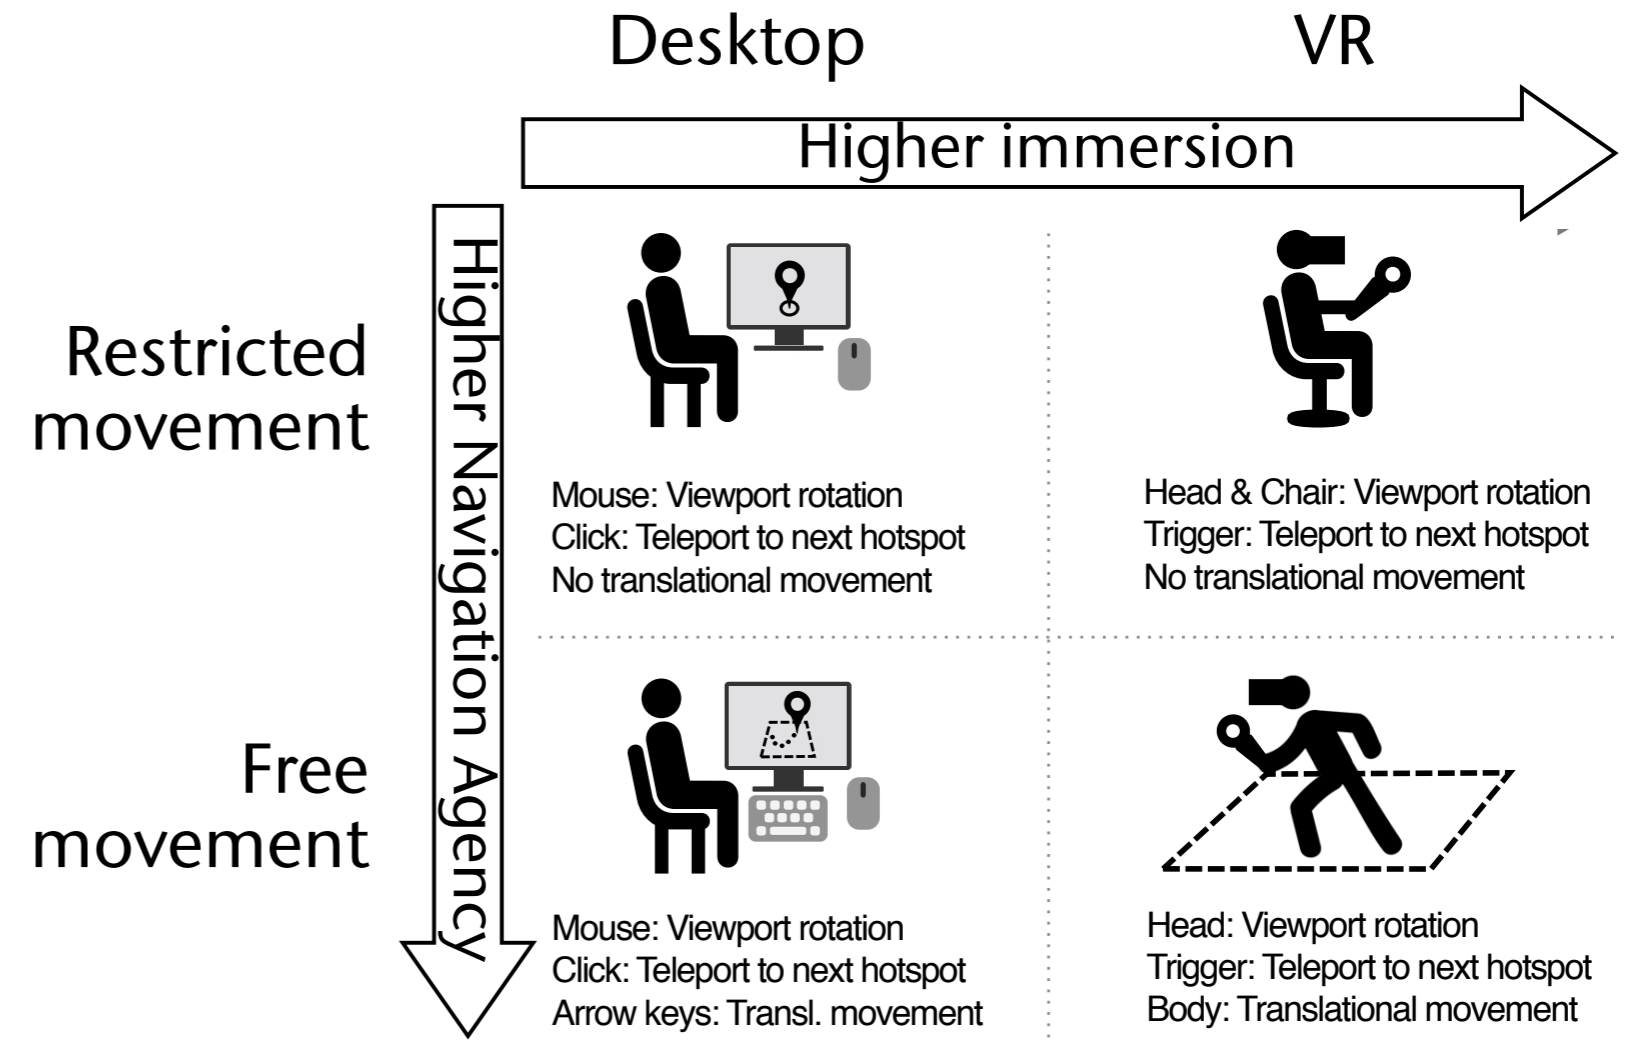 Desktop
VR
Higher immersion
Higher Navigation Agency
Restricted
movement
Mouse: Viewport rotation
Click: Teleport to next hotspot
No translational movement
Head & Chair: Viewport rotation
Trigger: Teleport to next hotspot
No translational movement
Free
movement
Mouse: Viewport rotation
Click: Teleport to next hotspot
Arrow keys: Transl. movement
Head: Viewport rotation
Trigger: Teleport to next hotspot
Body: Translational movement